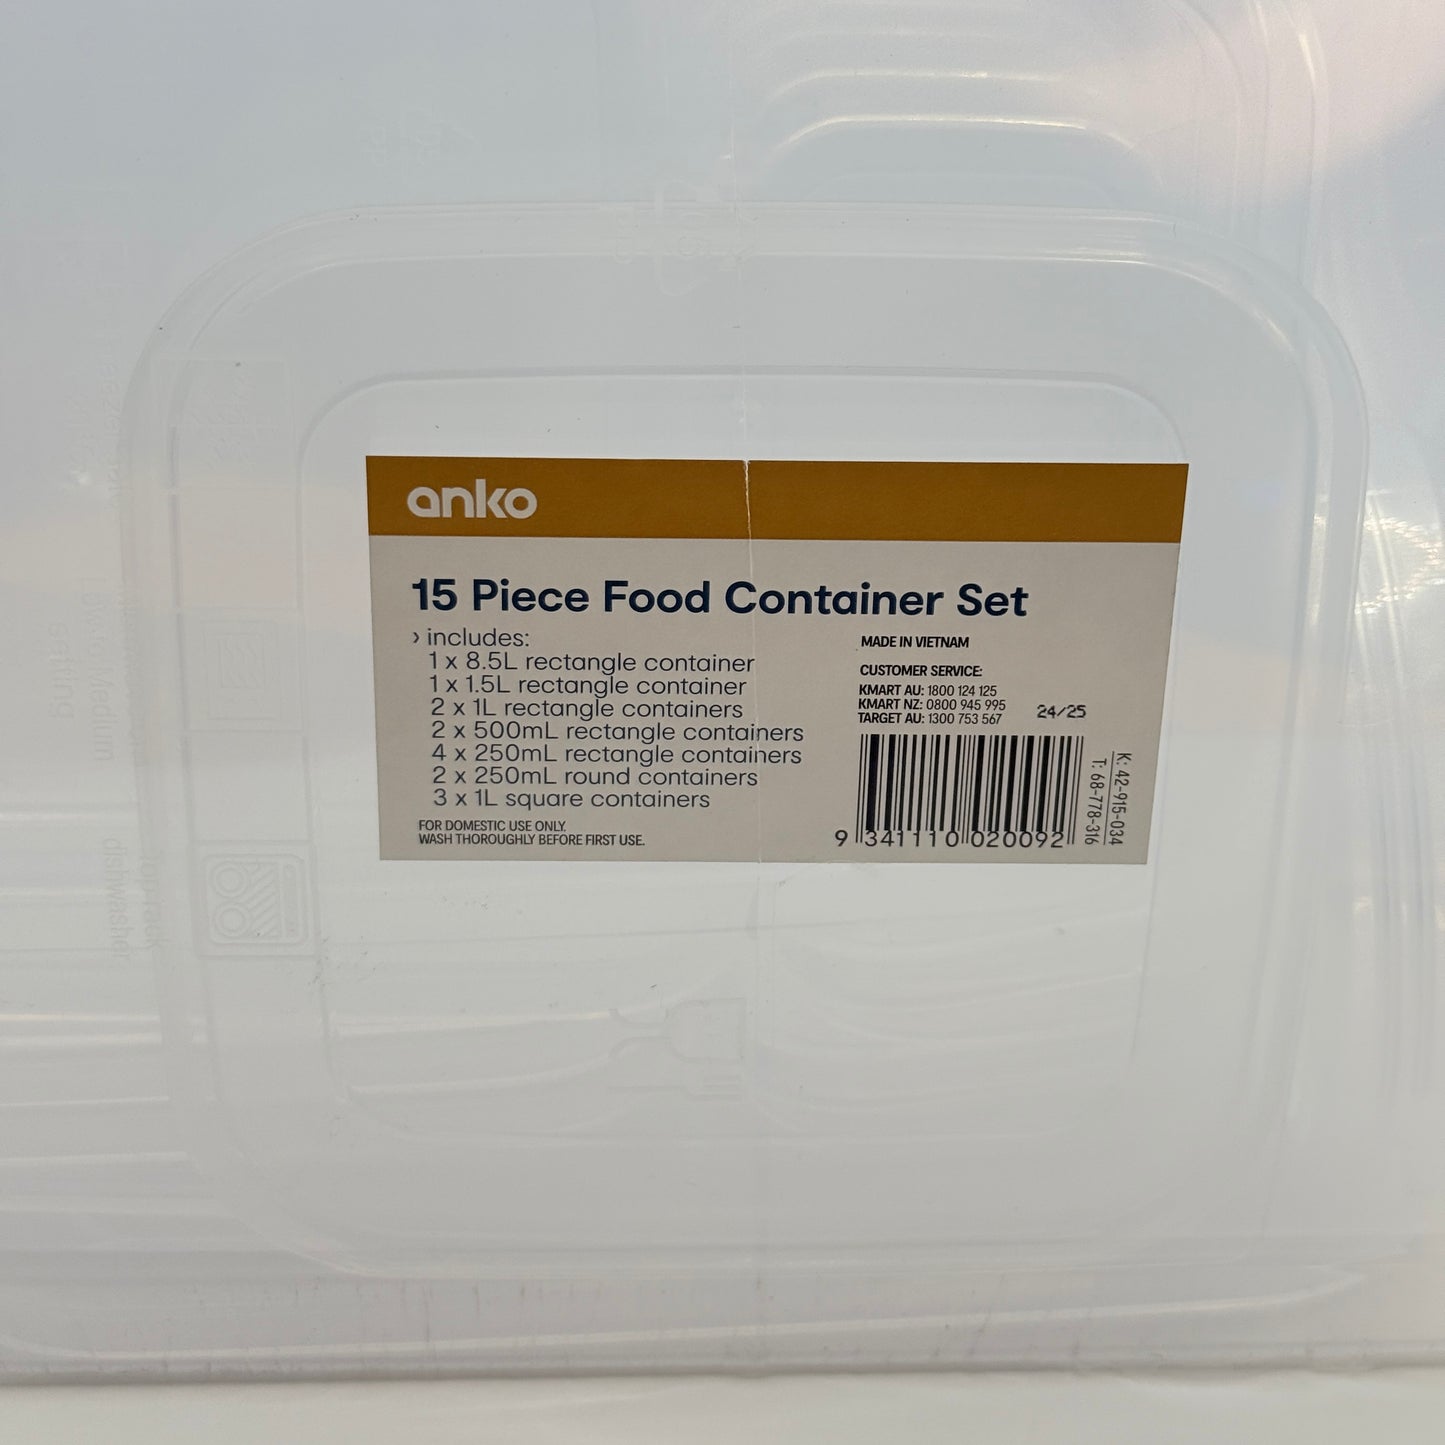 anko
15 Piece Food Container Set
› includes:
1 x 8.5L rectangle container
1 x 1.5L rectangle container
2 x 1L rectangle containers
2 x 500mL rectangle containers
4 x 250mL rectangle containers
2 x 250mL round containers
3 x 1L square containers
FOR DOMESTIC USE ONLY.
WASH THOROUGHLY BEFORE FIRST USE.
MADE IN VIETNAM
CUSTOMER SERVICE:
KMART AU: 1800 124 125
KMART NZ: 0800 945 995
TARGET AU: 1300 753 567
24/25
9 341110 020092
K: 42-915-034
T: 68-778-316
Top rack
dishwasher